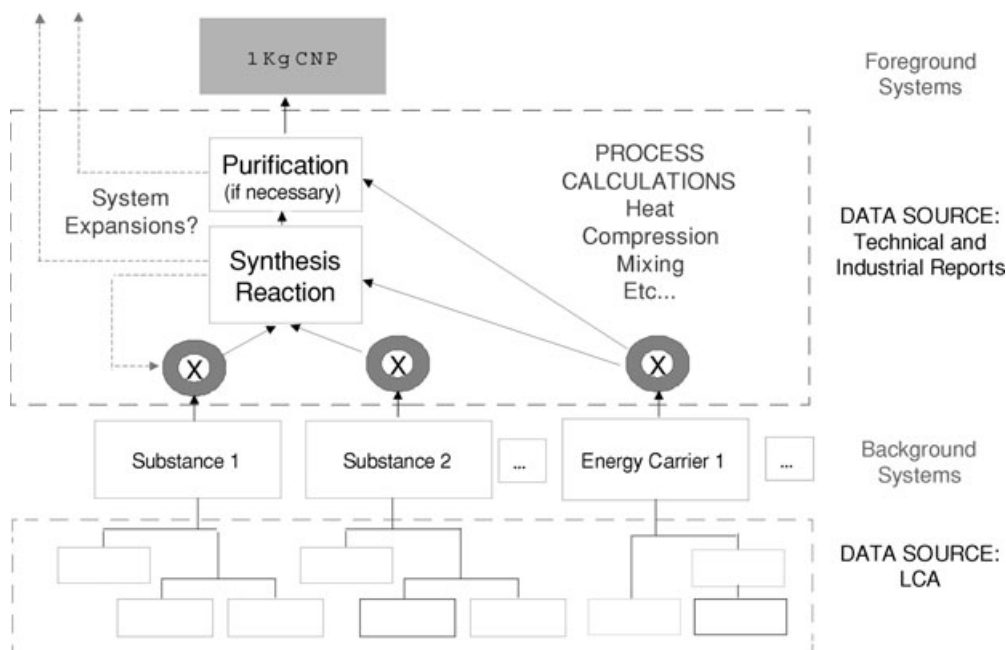 1 Kg CNP
Foreground
Systems
Purification
(if necessary)
System
Expansions?
Synthesis
Reaction
PROCESS
CALCULATIONS
Heat
Compression
Mixing
Etc...
DATA SOURCE:
Technical and
Industrial Reports
X
X
X
Substance 1
Substance 2
...
Energy Carrier 1
...
Background
Systems
DATA SOURCE:
LCA